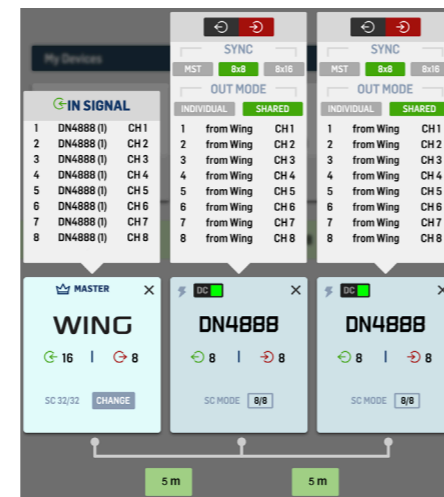 My Devices
IN SIGNAL
1 DN4888 (1) CH 1
2 DN4888 (1) CH 2
3 DN4888 (1) CH 3
4 DN4888 (1) CH 4
5 DN4888 (1) CH 5
6 DN4888 (1) CH 6
7 DN4888 (1) CH 7
8 DN4888 (1) CH 8
SYNC
MST 8x8 8x16
OUT MODE
INDIVIDUAL SHARED
1 from Wing CH 1
2 from Wing CH 2
3 from Wing CH 3
4 from Wing CH 4
5 from Wing CH 5
6 from Wing CH 6
7 from Wing CH 7
8 from Wing CH 8
SYNC
MST 8x8 8x16
OUT MODE
INDIVIDUAL SHARED
1 from Wing CH 1
2 from Wing CH 2
3 from Wing CH 3
4 from Wing CH 4
5 from Wing CH 5
6 from Wing CH 6
7 from Wing CH 7
8 from Wing CH 8
MASTER
WING
16 | 8
SC 32/32 CHANGE
DC
DN4888
8 | 8
SC MODE 8/8
DC
DN4888
8 | 8
SC MODE 8/8
5 m
5 m